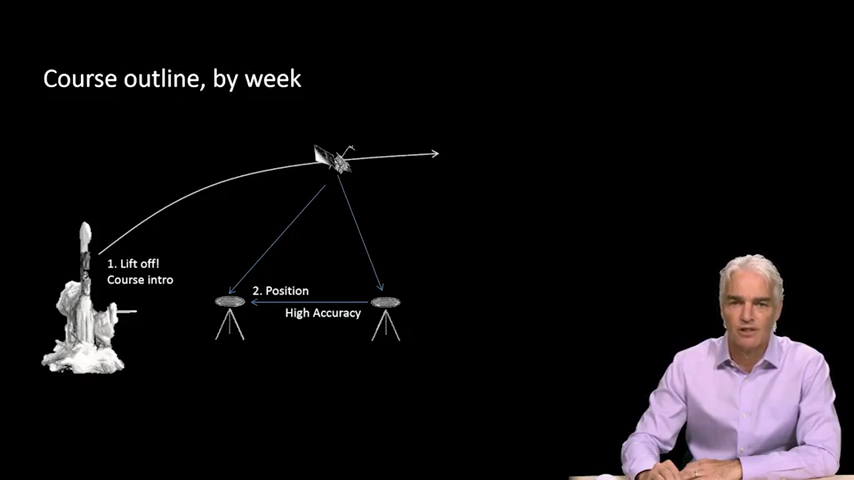 Course outline, by week
1. Lift off!
Course intro
2. Position
High Accuracy